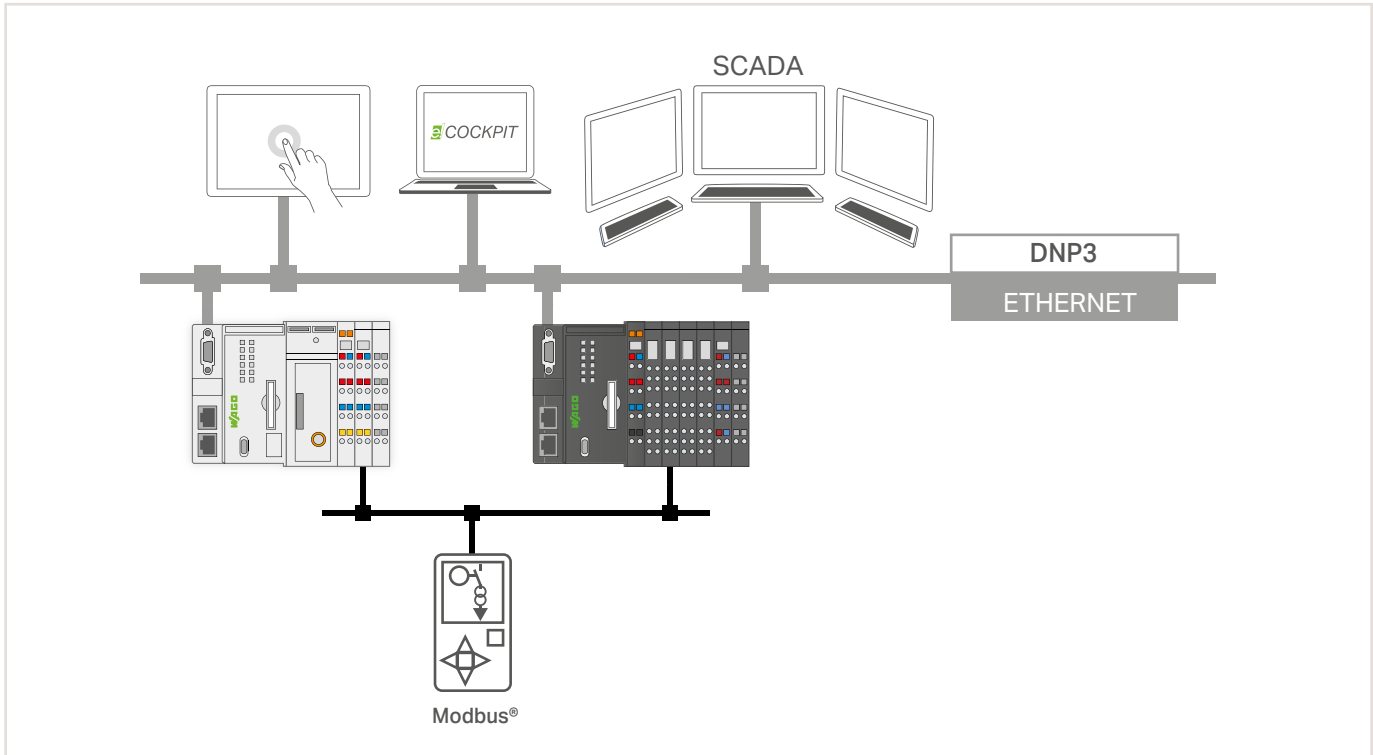 SCADA
e!COCKPIT
DNP3
ETHERNET
WAGO
WAGO
Modbus®